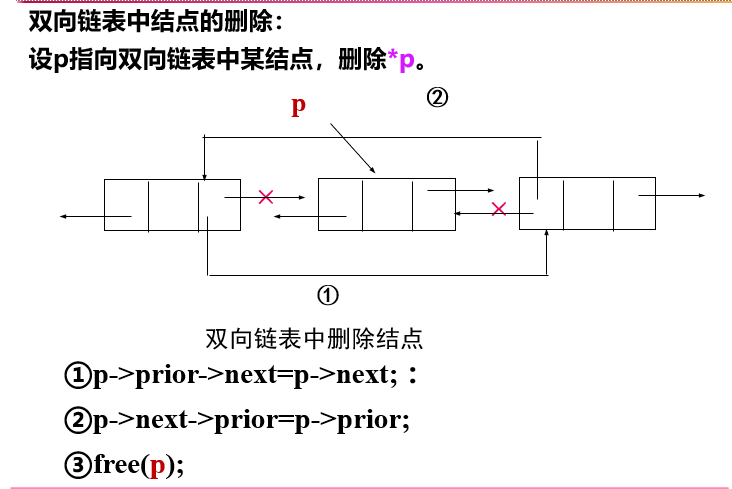 双向链表中结点的删除：
设p指向双向链表中某结点，删除*p。
p
②
①
双向链表中删除结点
①p->prior->next=p->next;：
②p->next->prior=p->prior;
③free(p);